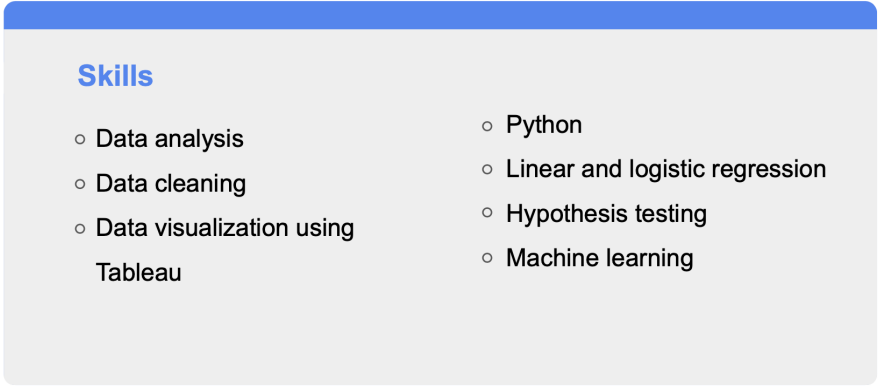 Skills
Data analysis
Data cleaning
Data visualization using
Tableau
Python
Linear and logistic regression
Hypothesis testing
Machine learning